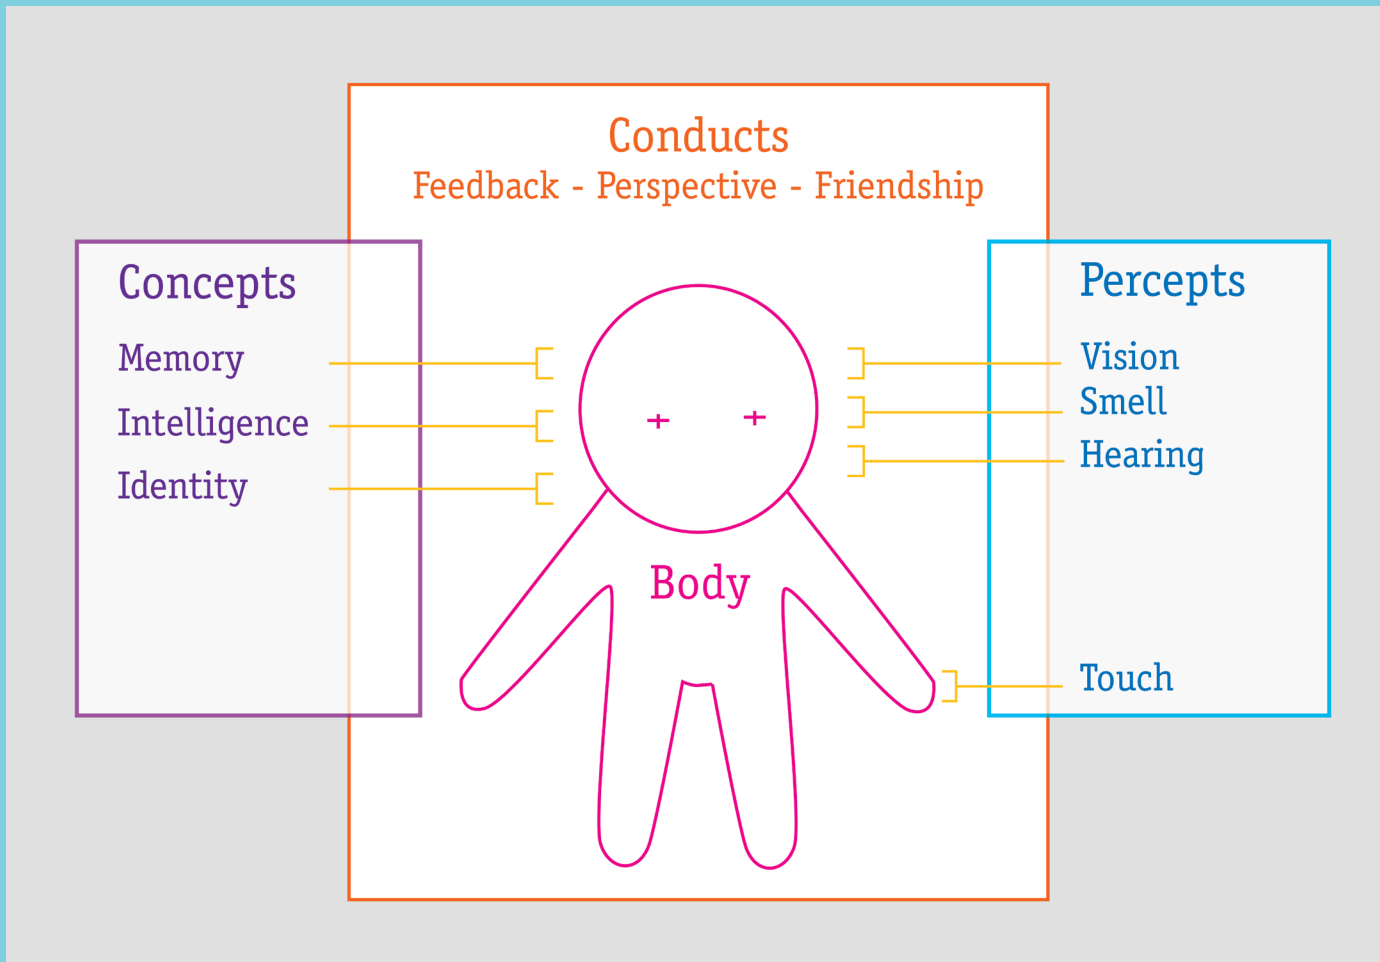 Conducts
Feedback - Perspective - Friendship
Concepts
Memory
Intelligence
Identity
Body
Percepts
Vision
Smell
Hearing
Touch